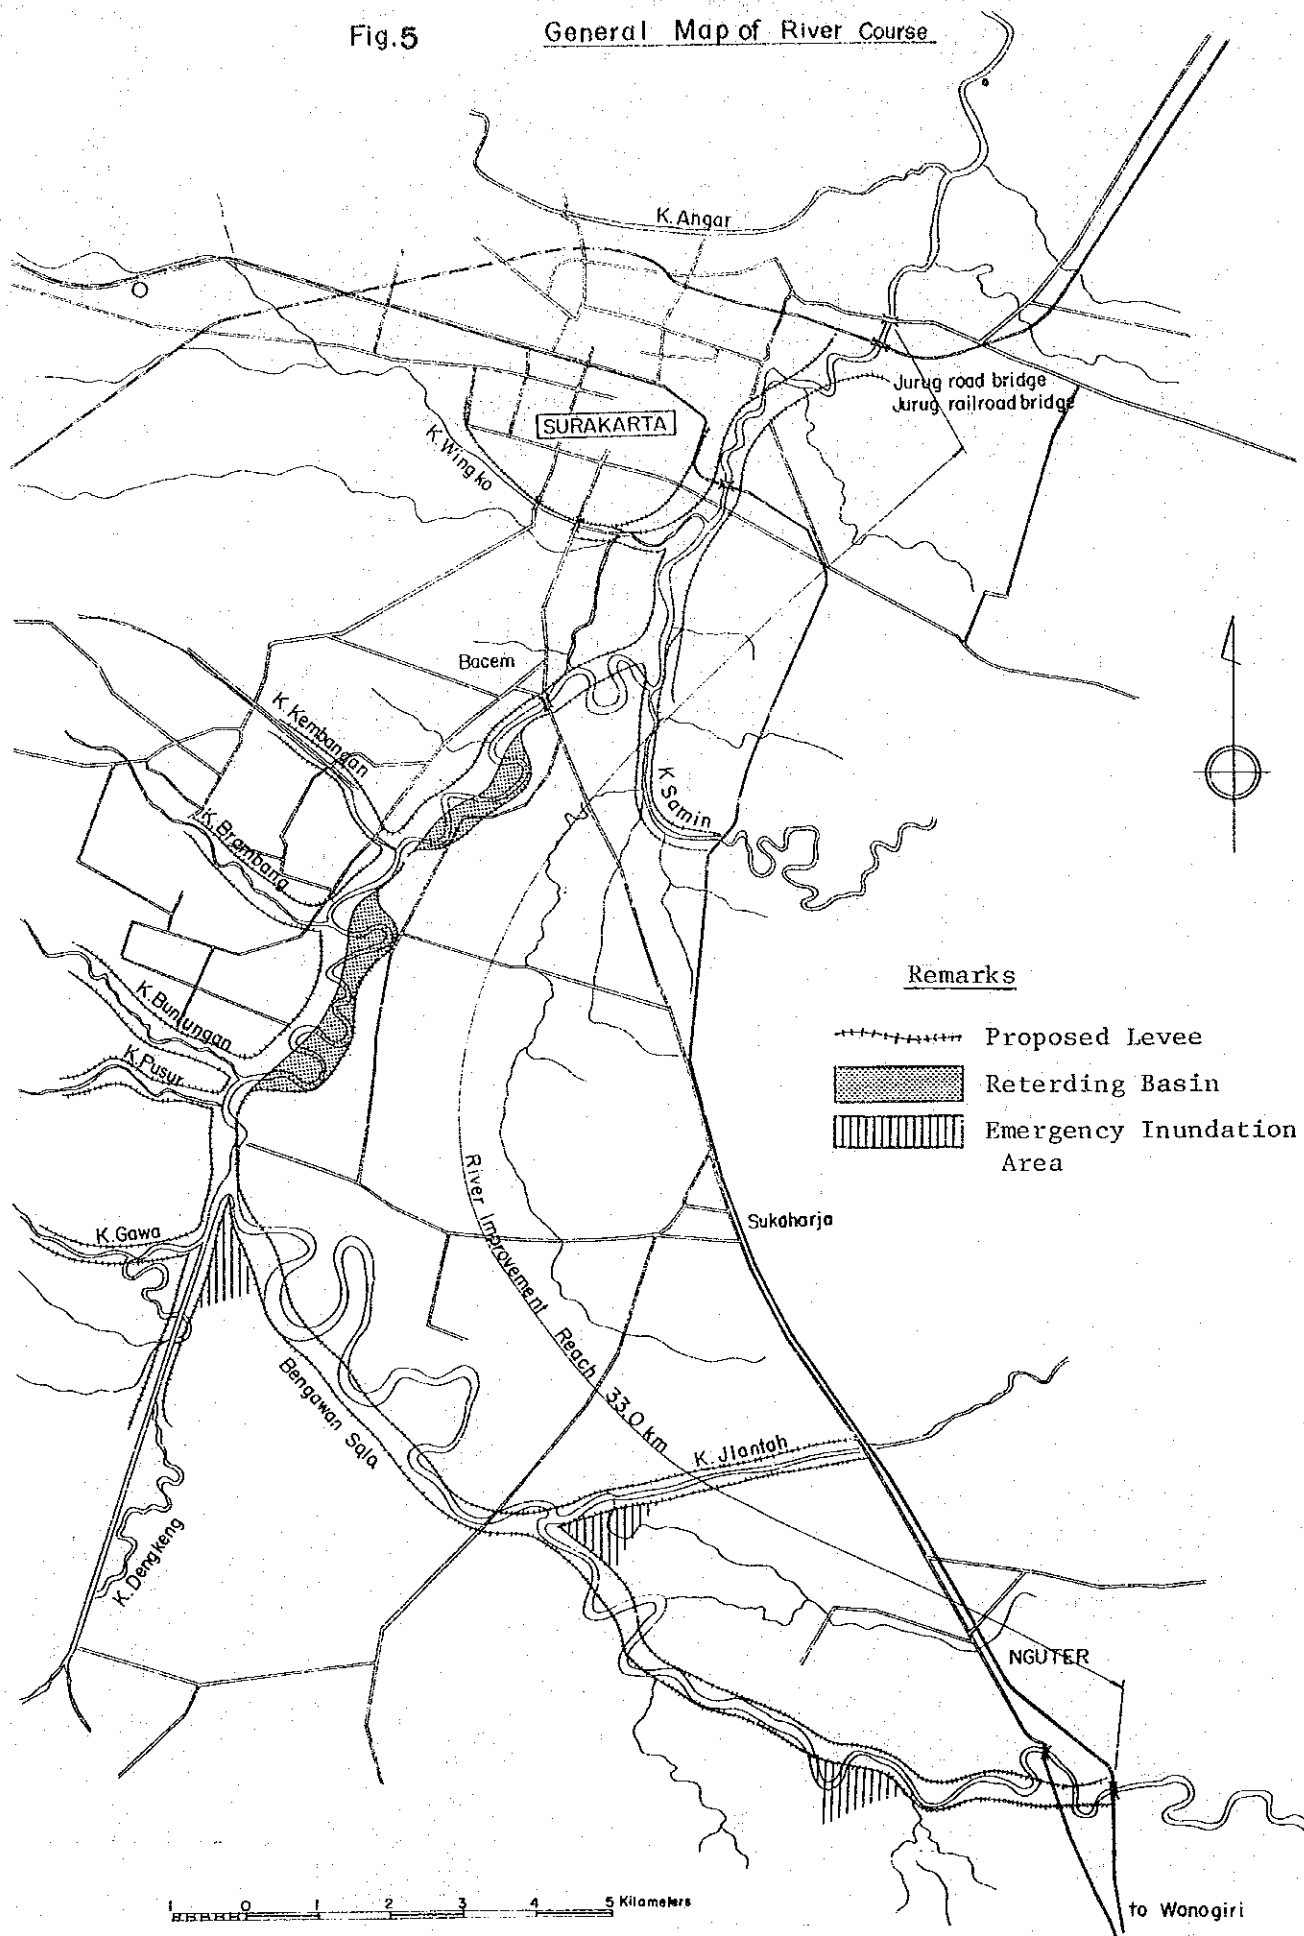 Fig.5
General Map of River Course
K. Angar
Jurug road bridge
Jurug railroad bridge
SURAKARTA
K. Wingko
Bacem
K. Kembangan
K. Samin
K. Brambang
Remarks
K. Buntungan
Proposed Levee
K. Pusur
Reterding Basin
Emergency Inundation
Area
River Improvement Reach 33.0 km
Sukoharja
K. Gawa
Bengawan Sala
K. Jlantah
K. Dengkeng
NGUTER
1 0 1 2 3 4 5 Kilameters
to Wonogiri